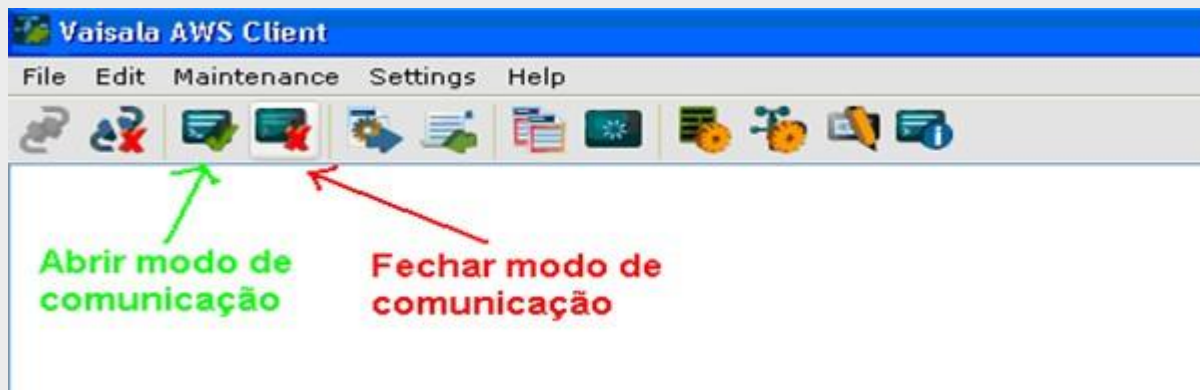 Vaisala AWS Client
File Edit Maintenance Settings Help
Abrir modo de
comunicação
Fechar modo de
comunicação